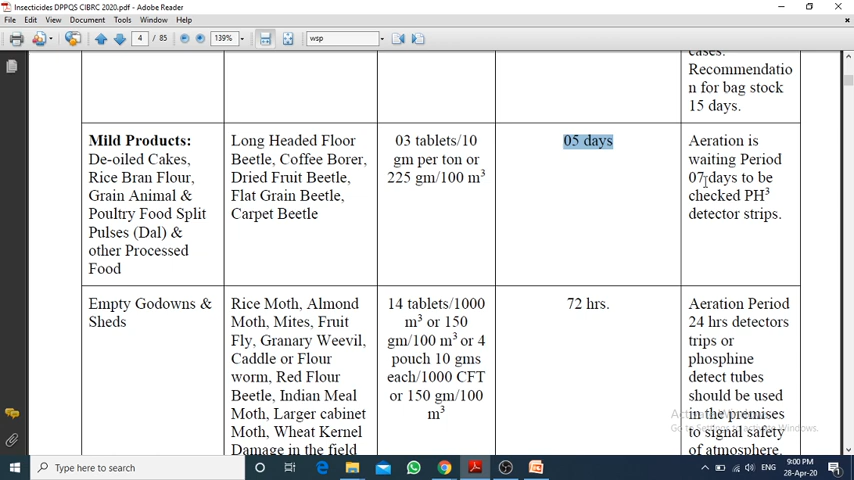 Insecticides DPPQS CIBRC 2020.pdf - Adobe Reader
File Edit View Document Tools Window Help
4 / 85 139% wsp
cases.
Recommendatio
n for bag stock
15 days.
Mild Products:
De-oiled Cakes,
Rice Bran Flour,
Grain Animal &
Poultry Food Split
Pulses (Dal) &
other Processed
Food
Long Headed Floor
Beetle, Coffee Borer,
Dried Fruit Beetle,
Flat Grain Beetle,
Carpet Beetle
03 tablets/10
gm per ton or
225 gm/100 m³
05 days
Aeration is
waiting Period
07 days to be
checked PH³
detector strips.
Empty Godowns &
Sheds
Rice Moth, Almond
Moth, Mites, Fruit
Fly, Granary Weevil,
Caddle or Flour
worm, Red Flour
Beetle, Indian Meal
Moth, Larger cabinet
Moth, Wheat Kernel
Damage in the field
14 tablets/1000
m³ or 150
gm/100 m³ or 4
pouch 10 gms
each/1000 CFT
or 150 gm/100
m³
72 hrs.
Aeration Period
24 hrs detectors
trips or
phosphine
detect tubes
should be used
in the premises
to signal safety
of atmosphere.
Type here to search
ENG
9:00 PM
28-Apr-20